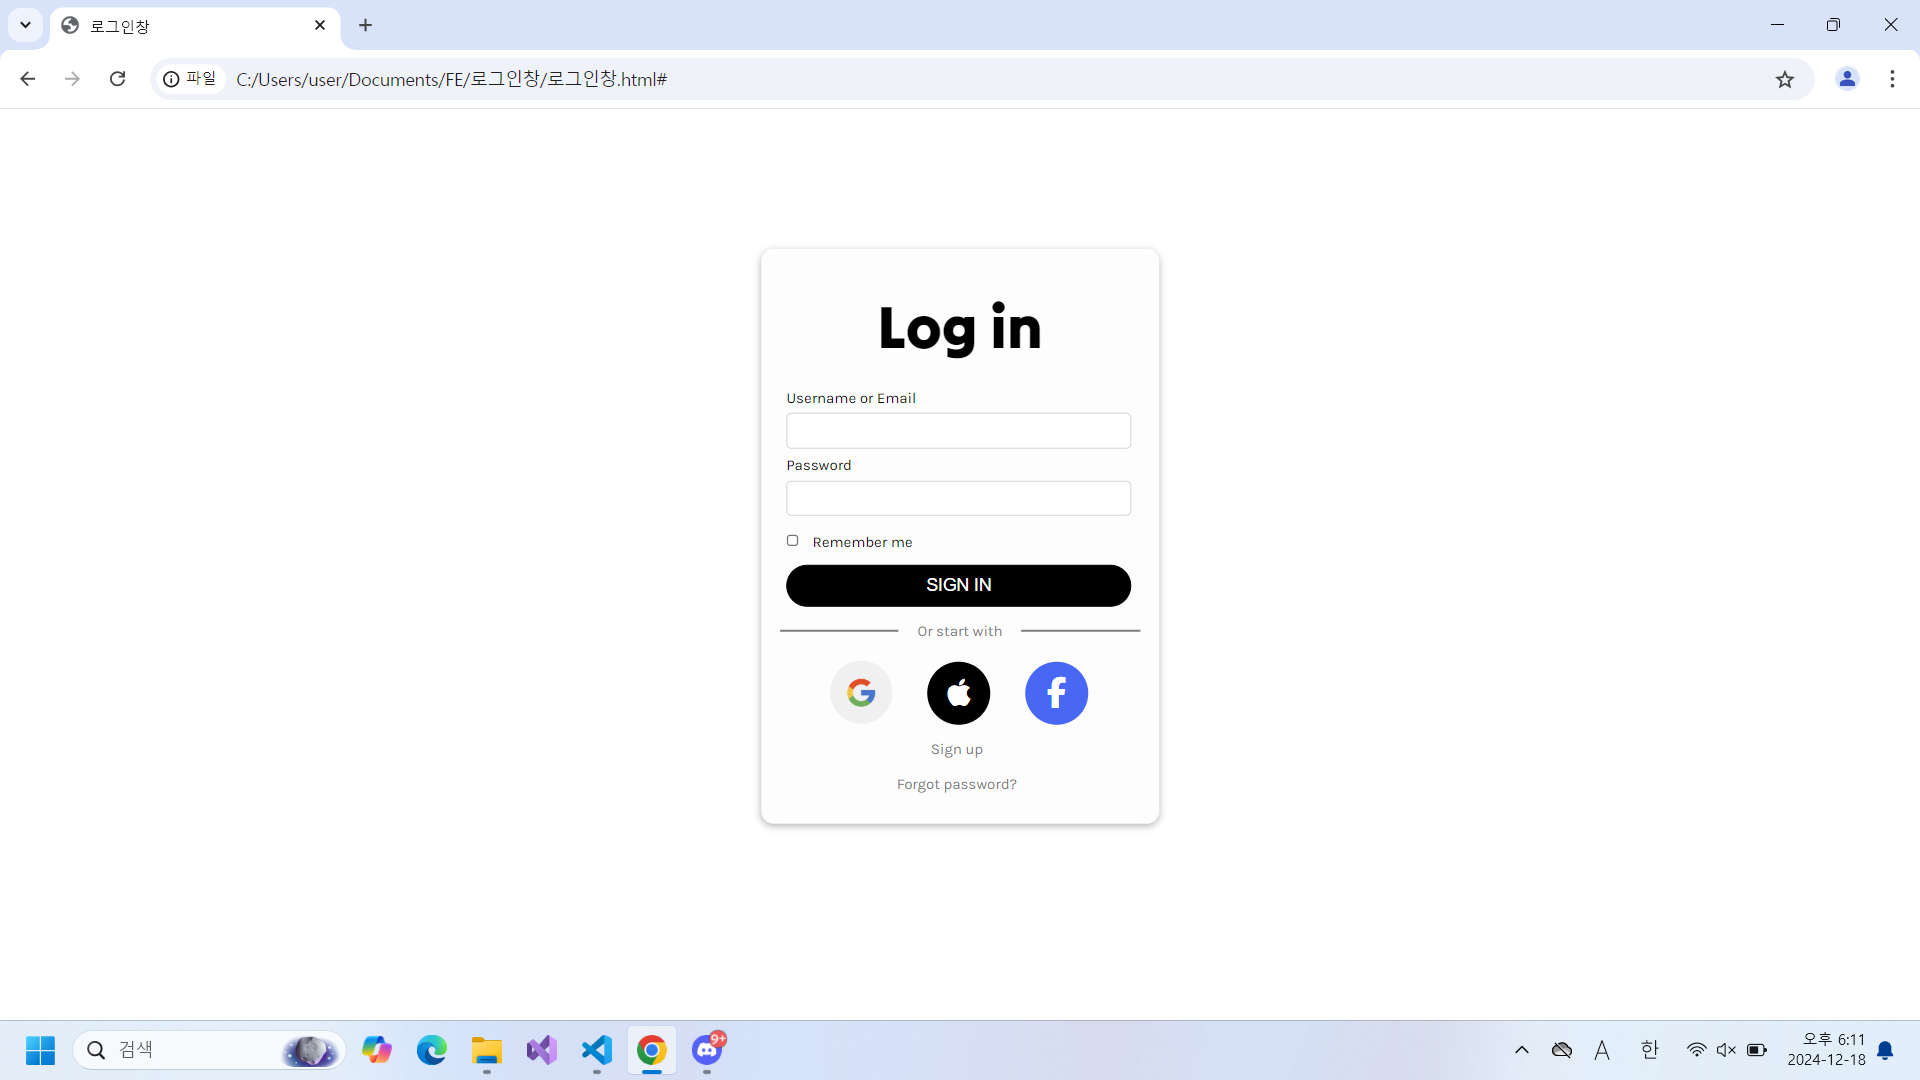 로그인창
파일 C:/Users/user/Documents/FE/로그인창/로그인창.html#
Log in
Username or Email
Password
Remember me
SIGN IN
Or start with
Sign up
Forgot password?
검색
9+
A
한
오후 6:11
2024-12-18